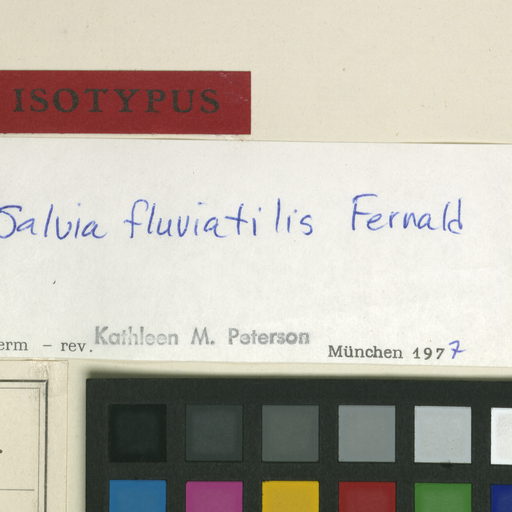 ISOTYPUS
Salvia fluviatilis Fernald
erm – rev. Kathleen M. Peterson München 1977